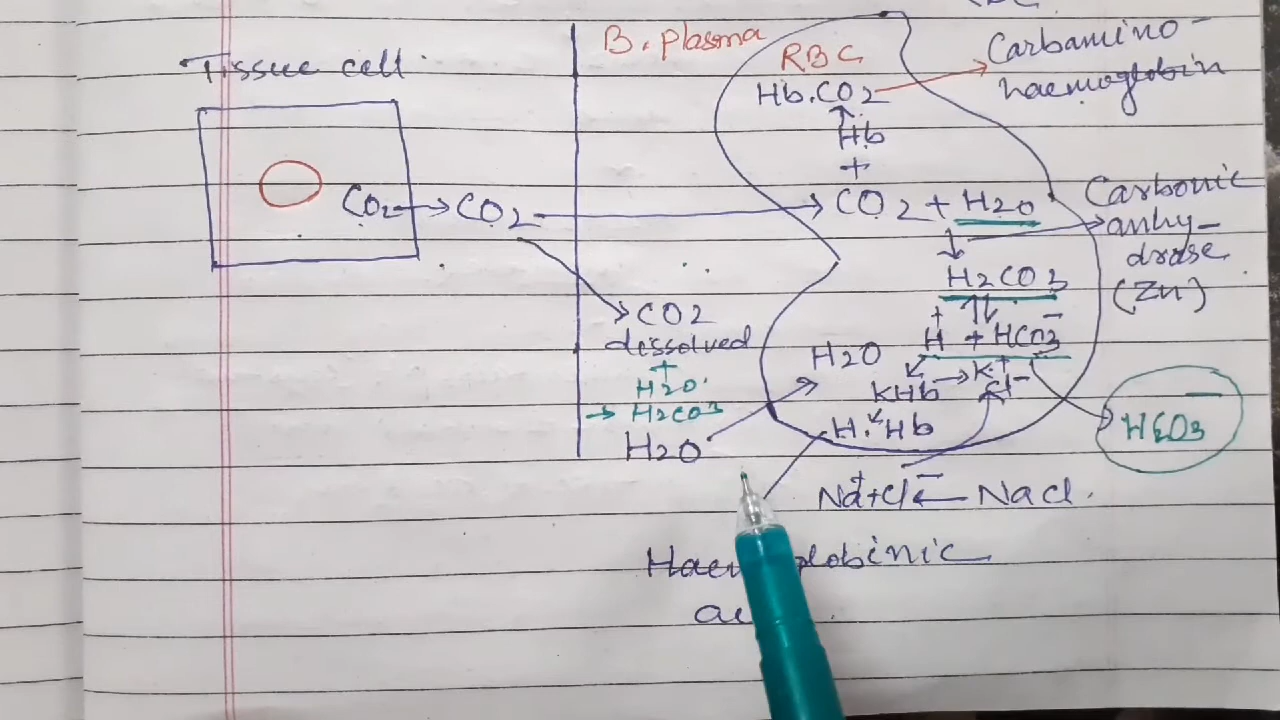 B. plasma
Tissue cell.
RBC
Carbamino-
haemoglobin
Hb.CO2
Hb
+
CO2 → CO2
CO2 + H2O
Carbonic
anhy-
drase
(Zn)
H2CO3
CO2
dissolved
+
H2O
→ H2CO3
H2O
H+ + HCO3-
H2O
KHb → K+
Cl-
H.Hb
HCO3-
Na+ + Cl- ← NaCl.